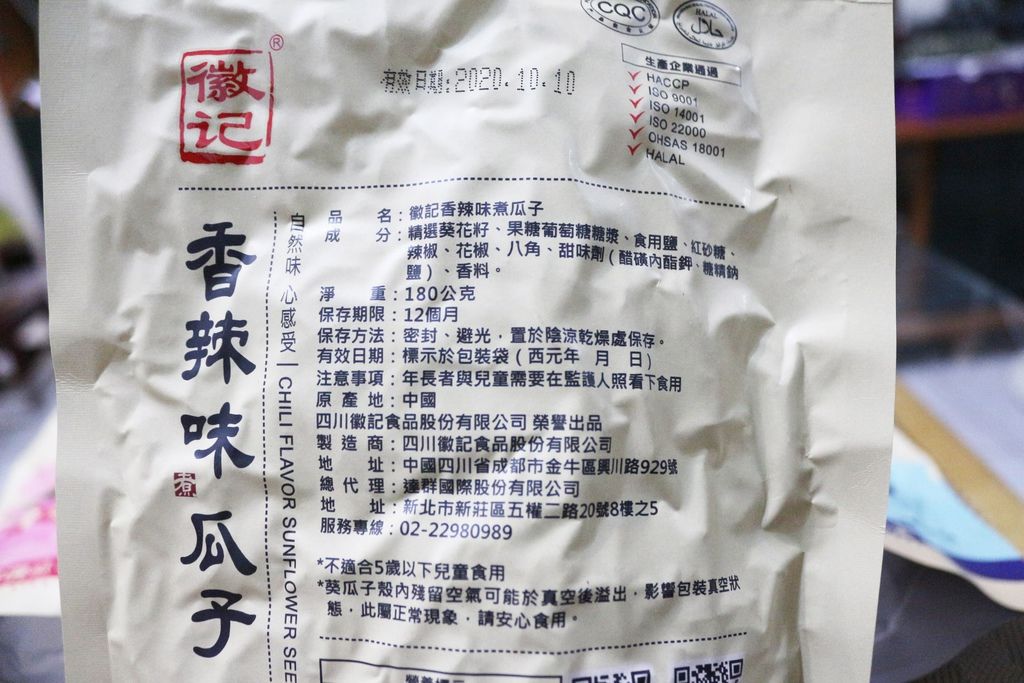 CQC
HALAL
حلال
徽记®
有效日期:2020.10.10
生產企業通過
HACCP
ISO 9001
ISO 14001
ISO 22000
OHSAS 18001
HALAL
香辣味煮瓜子
自然味 心感受 | CHILI FLAVOR SUNFLOWER SEE
品名:徽記香辣味煮瓜子
成分:精選葵花籽、果糖葡萄糖糖漿、食用鹽、紅砂糖、
辣椒、花椒、八角、甜味劑(醋磺內酯鉀、糖精鈉
鹽)、香料。
淨重:180公克
保存期限:12個月
保存方法:密封、避光,置於陰涼乾燥處保存。
有效日期:標示於包裝袋(西元年 月 日)
注意事項:年長者與兒童需要在監護人照看下食用
原產地:中國
四川徽記食品股份有限公司 榮譽出品
製造商:四川徽記食品股份有限公司
地址:中國四川省成都市金牛區興川路929號
總代理:達群國際股份有限公司
地址:新北市新莊區五權二路20號8樓之5
服務專線:02-22980989
*不適合5歲以下兒童食用
*葵瓜子殼內殘留空氣可能於真空後溢出,影響包裝真空狀
態,此屬正常現象,請安心食用。